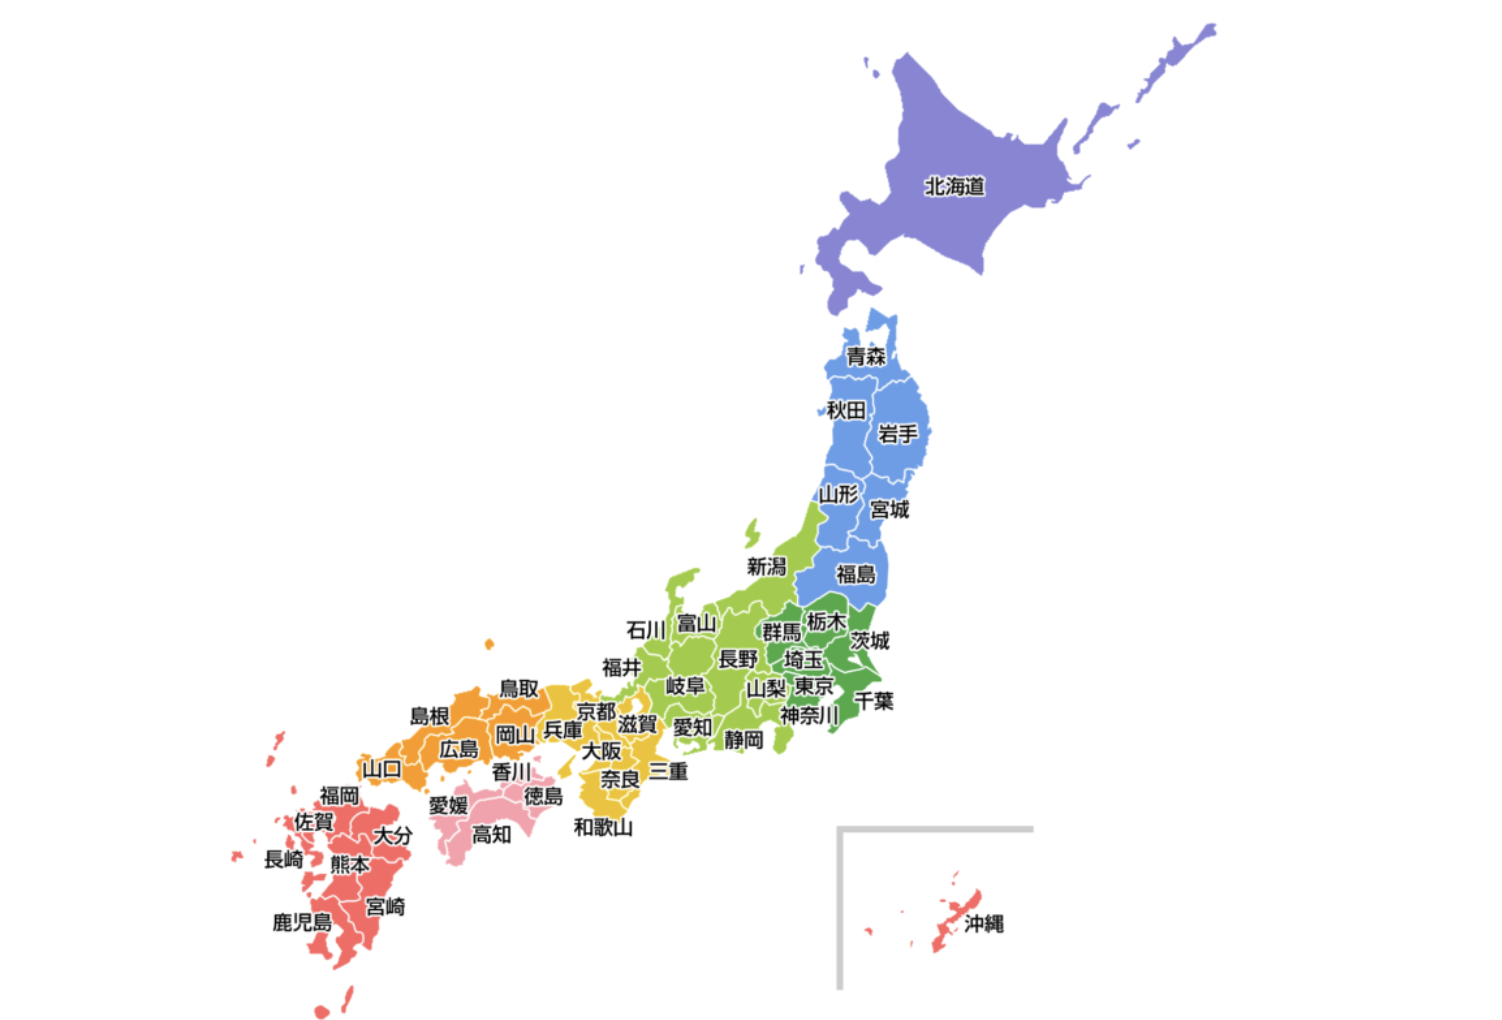 北海道
青森
秋田
岩手
山形
宮城
新潟
福島
石川
富山
群馬
栃木
茨城
福井
長野
埼玉
岐阜
山梨
東京
千葉
鳥取
島根
京都
滋賀
愛知
静岡
神奈川
岡山
兵庫
広島
大阪
山口
香川
奈良
三重
福岡
愛媛
徳島
佐賀
高知
和歌山
大分
長崎
熊本
宮崎
鹿児島
沖縄